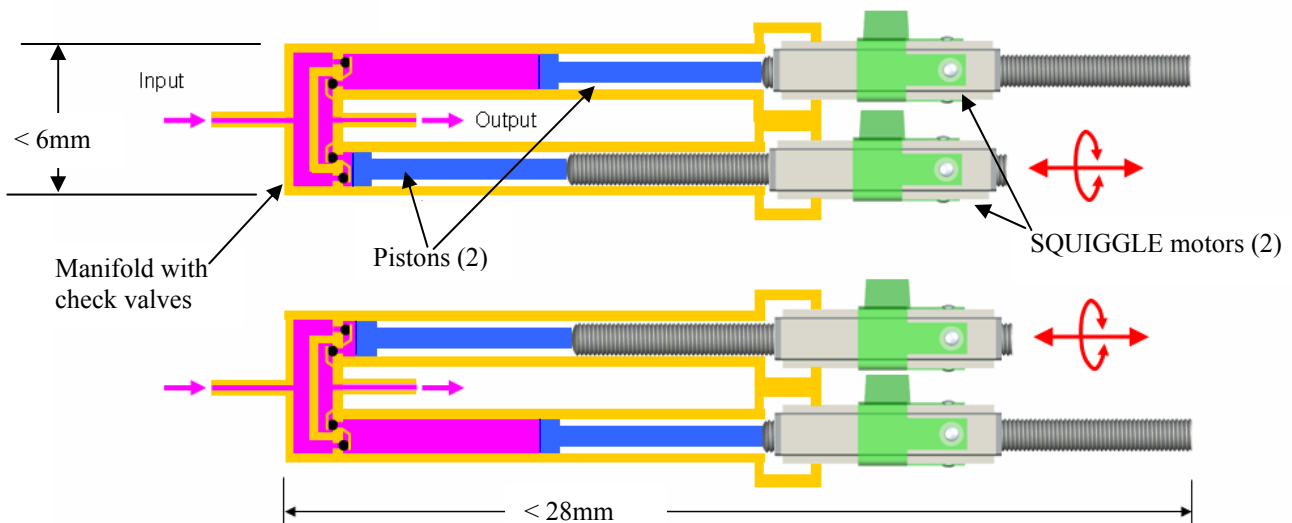 Input
< 6mm
Output
Manifold with
check valves
Pistons (2)
SQUIGGLE motors (2)
< 28mm